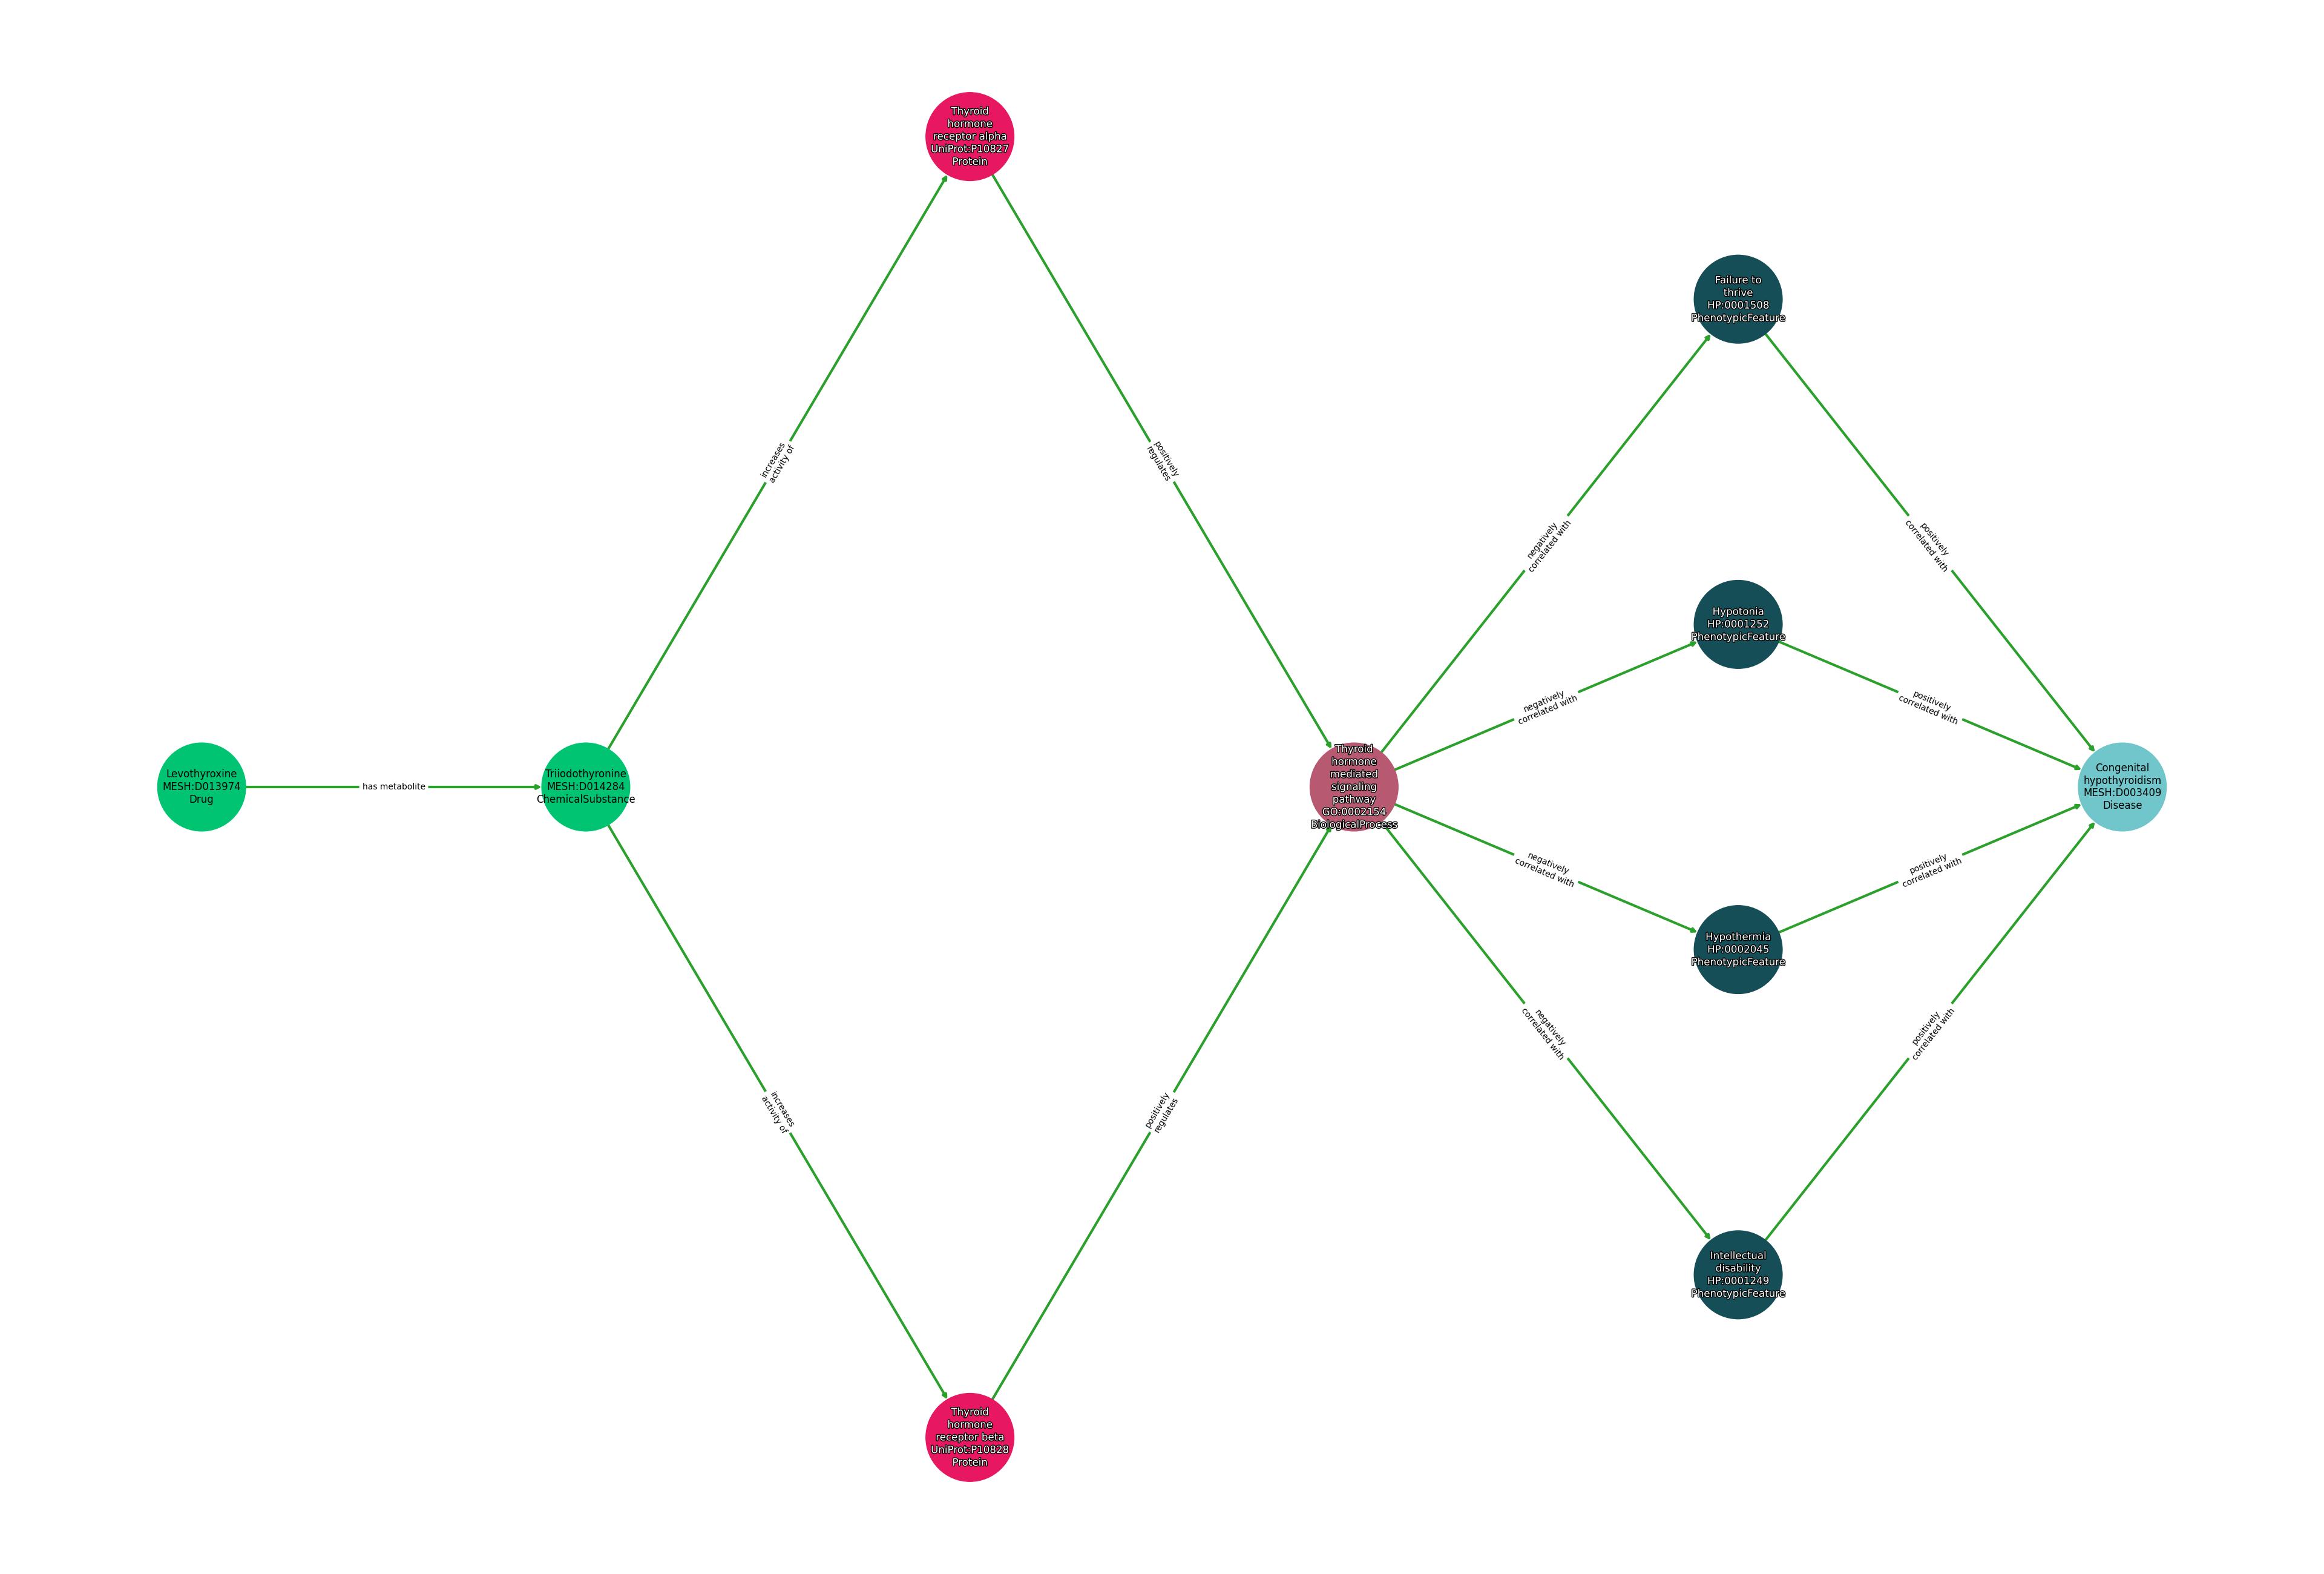 Thyroid
hormone
receptor alpha
UniProt:P10827
Protein
Failure to
thrive
HP:0001508
PhenotypicFeature
increases
activity of
positively
regulates
negatively
correlated with
positively
correlated with
Hypotonia
HP:0001252
PhenotypicFeature
negatively
correlated with
positively
correlated with
Levothyroxine
MESH:D013974
Drug
has metabolite
Triiodothyronine
MESH:D014284
ChemicalSubstance
Thyroid
hormone
mediated
signaling
pathway
GO:0002154
BiologicalProcess
Congenital
hypothyroidism
MESH:D003409
Disease
negatively
correlated with
positively
correlated with
Hypothermia
HP:0002045
PhenotypicFeature
negatively
correlated with
positively
correlated with
increases
activity of
positively
regulates
Intellectual
disability
HP:0001249
PhenotypicFeature
Thyroid
hormone
receptor beta
UniProt:P10828
Protein